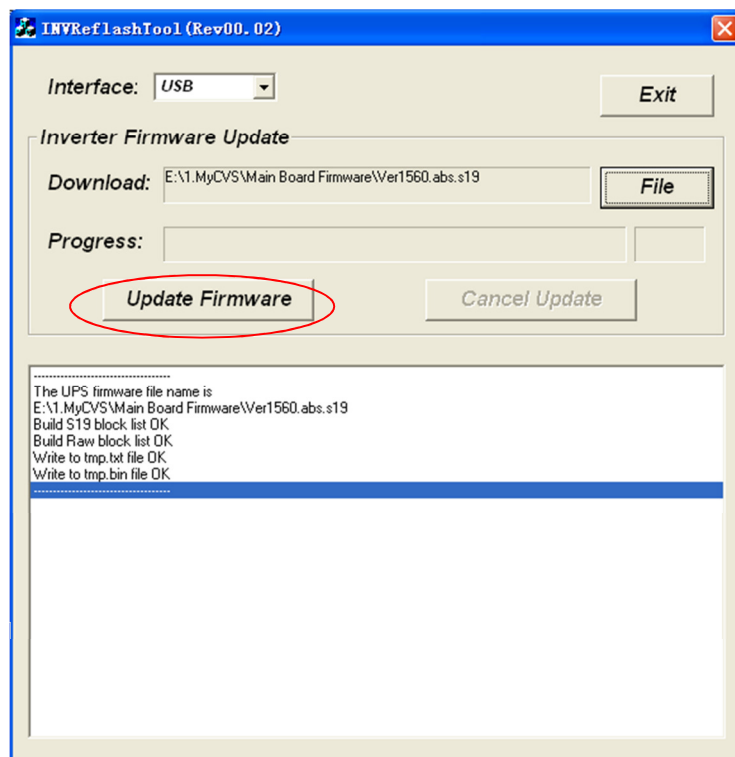 INVReflashTool(Rev00.02)
Interface: USB
Exit
Inverter Firmware Update
Download: E:\1.MyCVS\Main Board Firmware\Ver1560.abs.s19
File
Progress:
Update Firmware
Cancel Update
-----------------------------------
The UPS firmware file name is
E:\1.MyCVS\Main Board Firmware\Ver1560.abs.s19
Build S19 block list OK
Build Raw block list OK
Write to tmp.txt file OK
Write to tmp.bin file OK
-----------------------------------